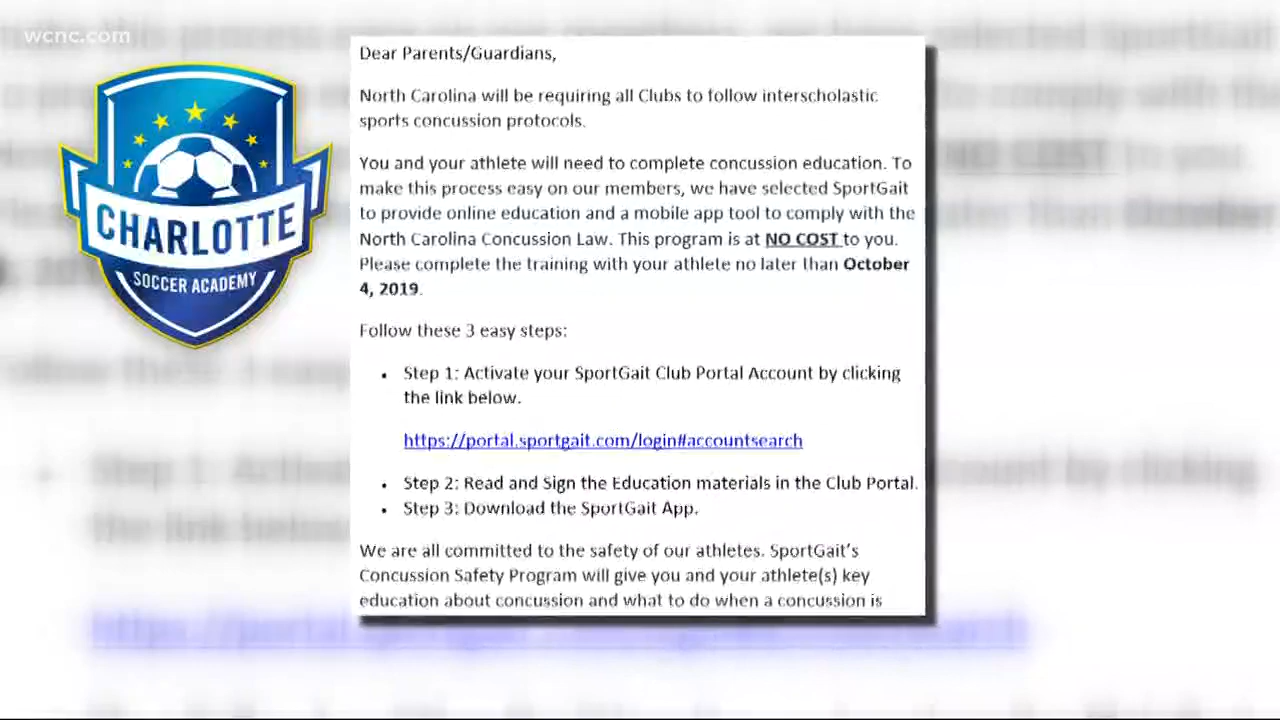 wcnc.com
CHARLOTTE
SOCCER ACADEMY
Dear Parents/Guardians,
North Carolina will be requiring all Clubs to follow interscholastic
sports concussion protocols.
You and your athlete will need to complete concussion education. To
make this process easy on our members, we have selected SportGait
to provide online education and a mobile app tool to comply with the
North Carolina Concussion Law. This program is at NO COST to you.
Please complete the training with your athlete no later than October
4, 2019.
Follow these 3 easy steps:
• Step 1: Activate your SportGait Club Portal Account by clicking
the link below.
https://portal.sportgait.com/login#accountsearch
• Step 2: Read and Sign the Education materials in the Club Portal.
• Step 3: Download the SportGait App.
We are all committed to the safety of our athletes. SportGait's
Concussion Safety Program will give you and your athlete(s) key
education about concussion and what to do when a concussion is